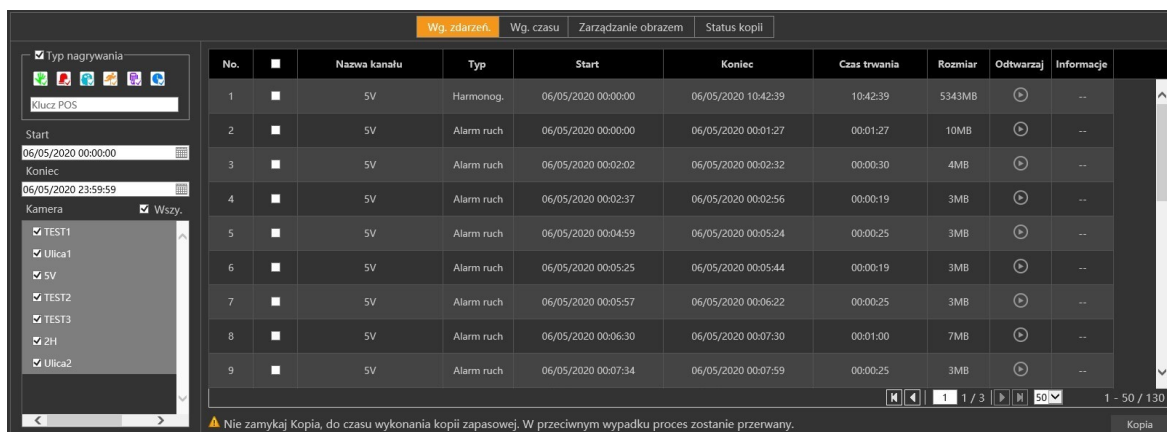 Wg. zdarzeń. Wg. czasu Zarządzanie obrazem Status kopii
Typ nagrywania
Klucz POS
Start
06/05/2020 00:00:00
Koniec
06/05/2020 23:59:59
Kamera Wszy.
TEST1
Ulica1
5V
TEST2
TEST3
2H
Ulica2
No. Nazwa kanału Typ Start Koniec Czas trwania Rozmiar Odtwarzaj Informacje
1 5V Harmonog. 06/05/2020 00:00:00 06/05/2020 10:42:39 10:42:39 5343MB --
2 5V Alarm ruch 06/05/2020 00:00:00 06/05/2020 00:01:27 00:01:27 10MB --
3 5V Alarm ruch 06/05/2020 00:02:02 06/05/2020 00:02:32 00:00:30 4MB --
4 5V Alarm ruch 06/05/2020 00:02:37 06/05/2020 00:02:56 00:00:19 3MB --
5 5V Alarm ruch 06/05/2020 00:04:59 06/05/2020 00:05:24 00:00:25 3MB --
6 5V Alarm ruch 06/05/2020 00:05:25 06/05/2020 00:05:44 00:00:19 3MB --
7 5V Alarm ruch 06/05/2020 00:05:57 06/05/2020 00:06:22 00:00:25 3MB --
8 5V Alarm ruch 06/05/2020 00:06:30 06/05/2020 00:07:30 00:01:00 7MB --
9 5V Alarm ruch 06/05/2020 00:07:34 06/05/2020 00:07:59 00:00:25 3MB --
1 1 / 3 50 1 - 50 / 130
Nie zamykaj Kopia, do czasu wykonania kopii zapasowej. W przeciwnym wypadku proces zostanie przerwany. Kopia